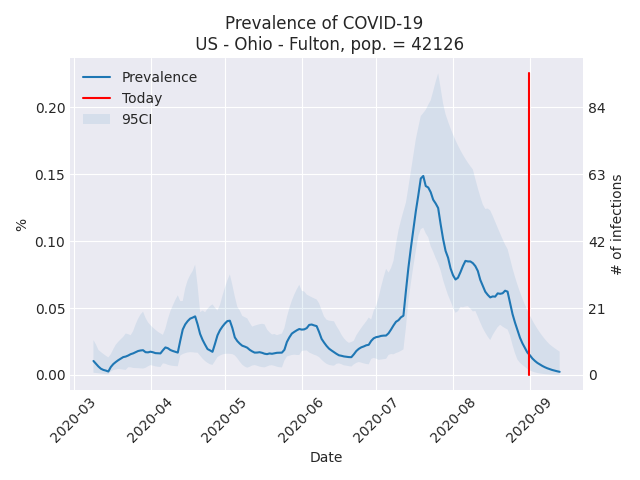 Prevalence of COVID-19
US - Ohio - Fulton, pop. = 42126
Prevalence
Today
95CI
0.20
0.15
0.10
0.05
0.00
%
84
63
42
21
0
# of infections
2020-03
2020-04
2020-05
2020-06
2020-07
2020-08
2020-09
Date